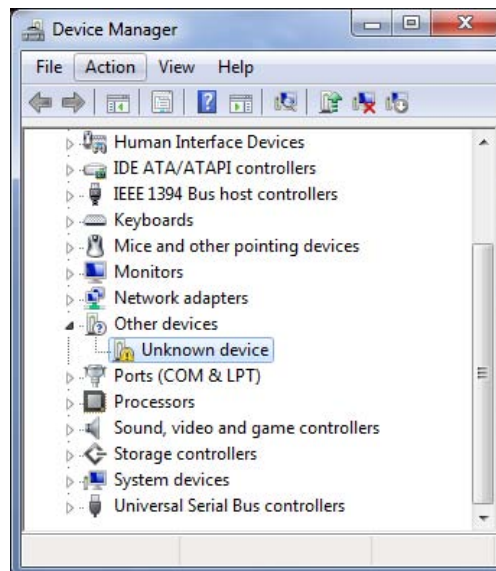 Device Manager
File Action View Help
Human Interface Devices
IDE ATA/ATAPI controllers
IEEE 1394 Bus host controllers
Keyboards
Mice and other pointing devices
Monitors
Network adapters
Other devices
Unknown device
Ports (COM & LPT)
Processors
Sound, video and game controllers
Storage controllers
System devices
Universal Serial Bus controllers